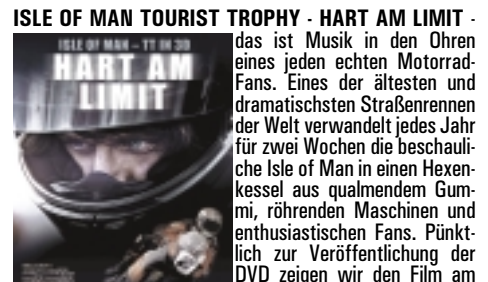 ISLE OF MAN TOURIST TROPHY - HART AM LIMIT -
ISLE OF MAN – TT IN 3D
HART AM
LIMIT
das ist Musik in den Ohren
eines jeden echten Motorrad-
Fans. Eines der ältesten und
dramatischsten Straßenrennen
der Welt verwandelt jedes Jahr
für zwei Wochen die beschauli-
che Isle of Man in einen Hexen-
kessel aus qualmendem Gum-
mi, röhrenden Maschinen und
enthusiastischen Fans. Pünkt-
lich zur Veröffentlichung der
DVD zeigen wir den Film am